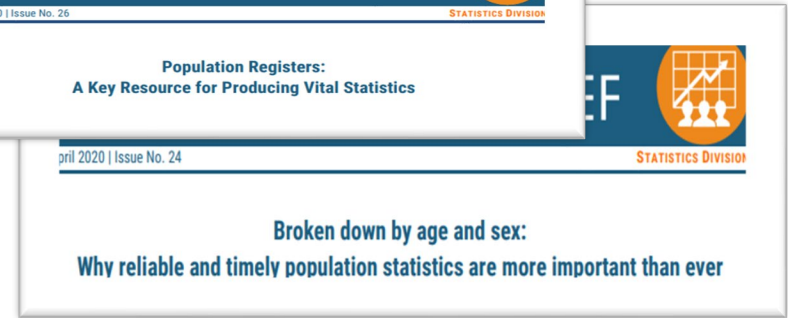 0 | Issue No. 26
STATISTICS DIVISION
Population Registers:
A Key Resource for Producing Vital Statistics
EF
pril 2020 | Issue No. 24
STATISTICS DIVISION
Broken down by age and sex:
Why reliable and timely population statistics are more important than ever